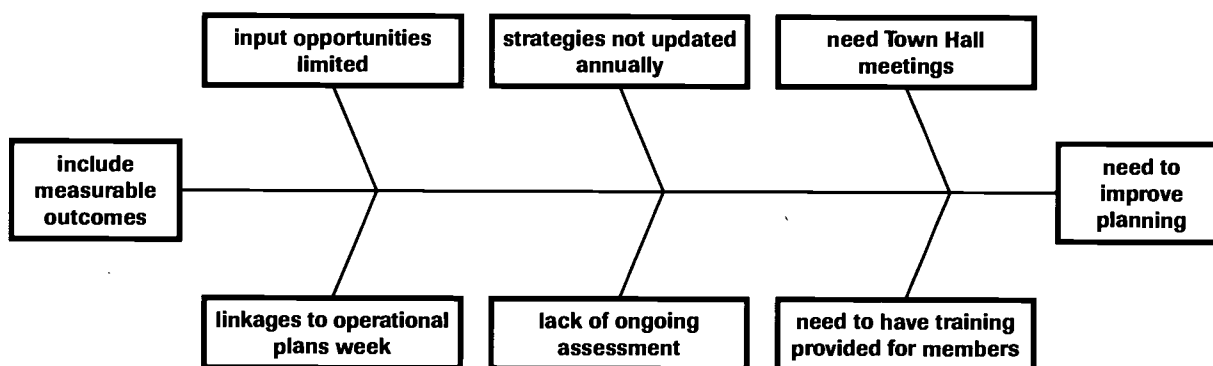 input opportunities
limited
strategies not updated
annually
need Town Hall
meetings
include
measurable
outcomes
need to
improve
planning
linkages to operational
plans week
lack of ongoing
assessment
need to have training
provided for members